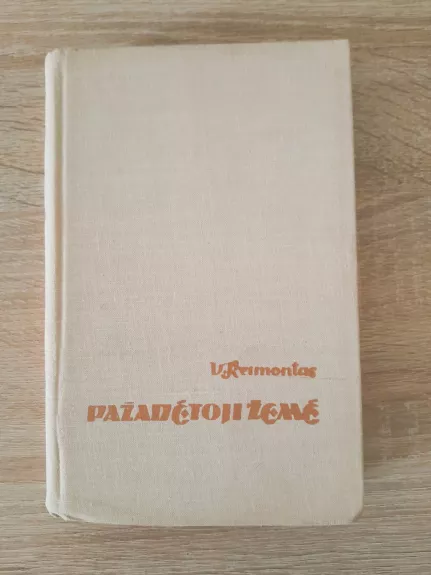 V. Reimontas
PAŽADĖTOJI ŽEMĖ